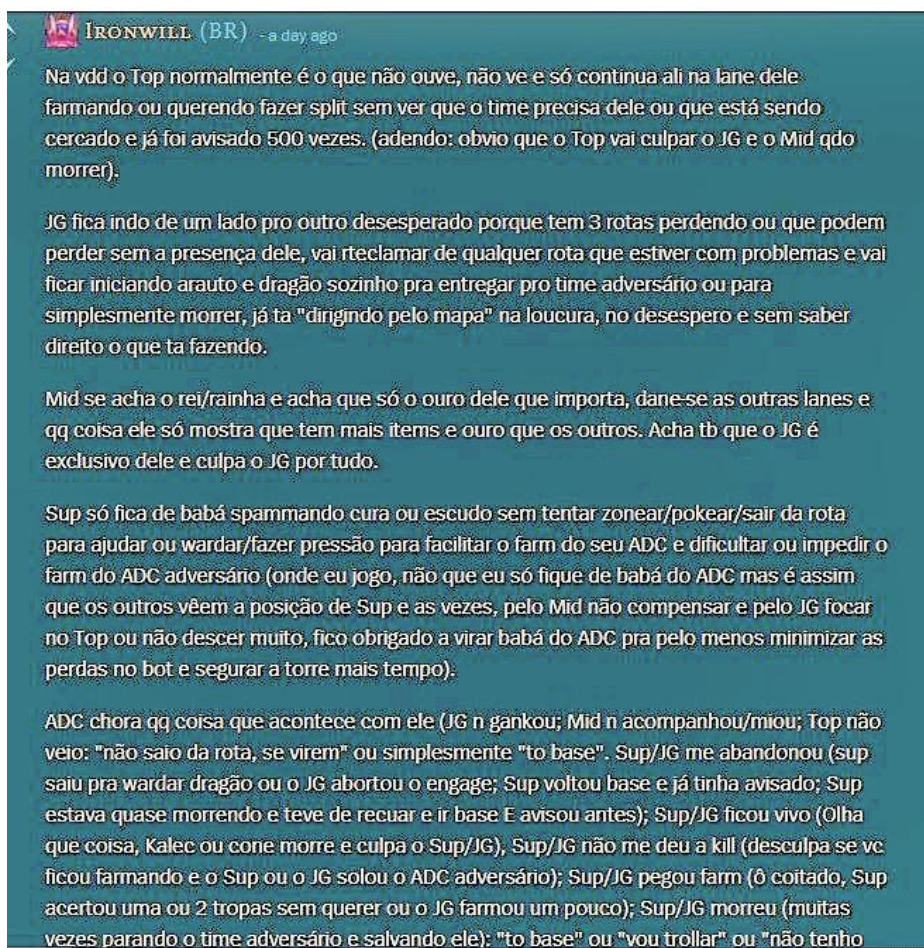 IRONWILL (BR) - a day ago
Na vdd o Top normalmente é o que não ouve, não ve e só continua ali na lane dele
farmando ou querendo fazer split sem ver que o time precisa dele ou que está sendo
cercado e já foi avisado 500 vezes. (adendo: obvio que o Top vai culpar o JG e o Mid qdo
morrer).
JG fica indo de um lado pro outro desesperado porque tem 3 rotas perdendo ou que podem
perder sem a presença dele, vai rteclamar de qualquer rota que estiver com problemas e vai
ficar iniciando arauto e dragão sozinho pra entregar pro time adversário ou para
simplesmente morrer, já ta "dirigindo pelo mapa" na loucura, no desespero e sem saber
direito o que ta fazendo.
Mid se acha o rei/rainha e acha que só o ouro dele que importa, dane-se as outras lanes e
qq coisa ele só mostra que tem mais items e ouro que os outros. Acha tb que o JG é
exclusivo dele e culpa o JG por tudo.
Sup só fica de babá spammando cura ou escudo sem tentar zonear/pokear/sair da rota
para ajudar ou wardar/fazer pressão para facilitar o farm do seu ADC e dificultar ou impedir o
farm do ADC adversário (onde eu jogo, não que eu só fique de babá do ADC mas é assim
que os outros vêem a posição de Sup e as vezes, pelo Mid não compensar e pelo JG focar
no Top ou não descer muito, fico obrigado a virar babá do ADC pra pelo menos minimizar as
perdas no bot e segurar a torre mais tempo).
ADC chora qq coisa que acontece com ele (JG n gankou; Mid n acompanhou/miou; Top não
veio: "não saio da rota, se virem" ou simplesmente "to base". Sup/JG me abandonou (sup
saiu pra wardar dragão ou o JG abortou o engage; Sup voltou base e já tinha avisado; Sup
estava quase morrendo e teve de recuar e ir base E avisou antes); Sup/JG ficou vivo (Olha
que coisa, Kalec ou cone morre e culpa o Sup/JG), Sup/JG não me deu a kill (desculpa se vc
ficou farmando e o Sup ou o JG solou o ADC adversário); Sup/JG pegou farm (ô coitado, Sup
acertou uma ou 2 tropas sem querer ou o JG farmou um pouco); Sup/JG morreu (muitas
vezes parando o time adversário e salvando ele): "to base" ou "vou trollar" ou "não tenho